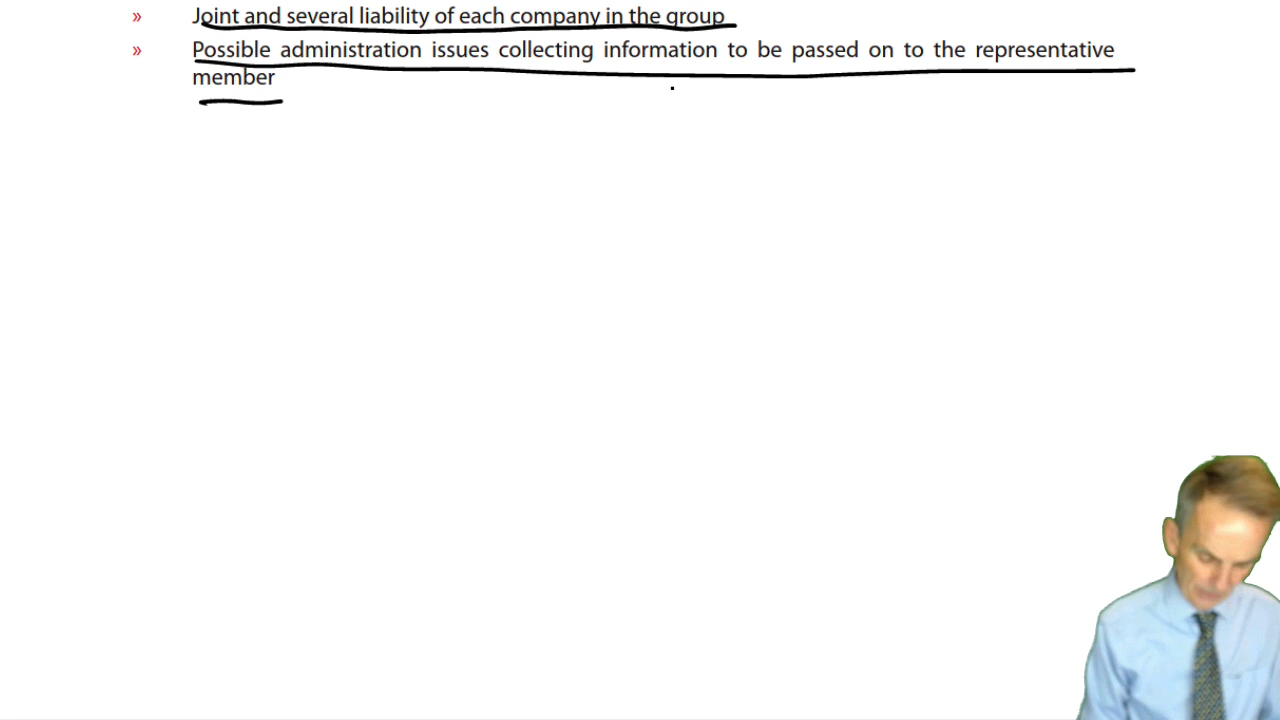 » Joint and several liability of each company in the group
» Possible administration issues collecting information to be passed on to the representative
member